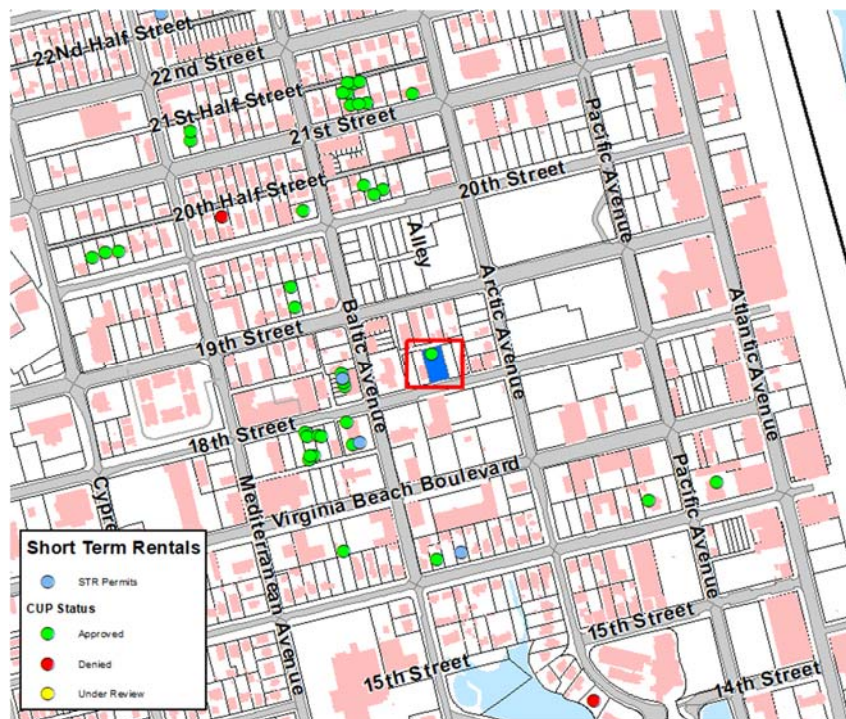 22Nd Half Street
22nd Street
21St Half Street
21st Street
20th Half Street
20th Street
Pacific Avenue
Alley
Arctic Avenue
Atlantic Avenue
19th Street
Baltic Avenue
18th Street
Virginia Beach Boulevard
Pacific Avenue
Cypre
Mediterranean Avenue
15th Street
15th Street
14th Street
Short Term Rentals
STR Permits
CUP Status
Approved
Denied
Under Review